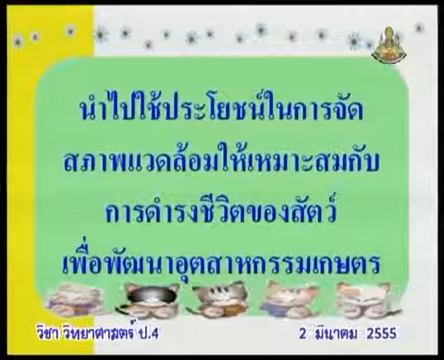 นำไปใช้ประโยชน์ในการจัด
สภาพแวดล้อมให้เหมาะสมกับ
การดำรงชีวิตของสัตว์
เพื่อพัฒนาอุตสาหกรรมเกษตร
วิชา วิทยาศาสตร์ ป.4 2 มีนาคม 2555